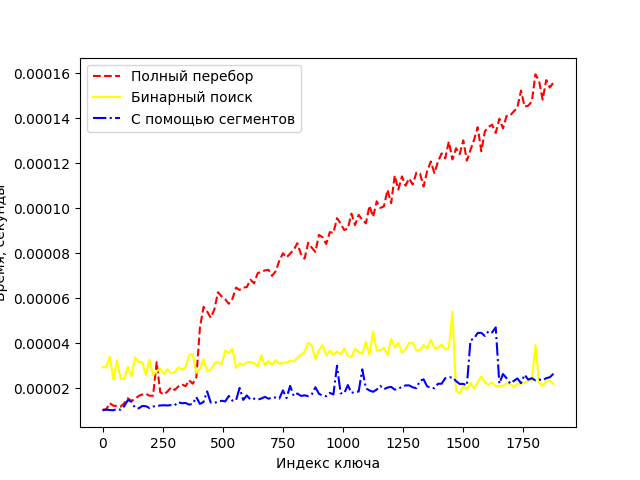 Полный перебор
Бинарный поиск
С помощью сегментов
0.00016
0.00014
0.00012
0.00010
0.00008
0.00006
0.00004
0.00002
Время, секунды
0 250 500 750 1000 1250 1500 1750
Индекс ключа